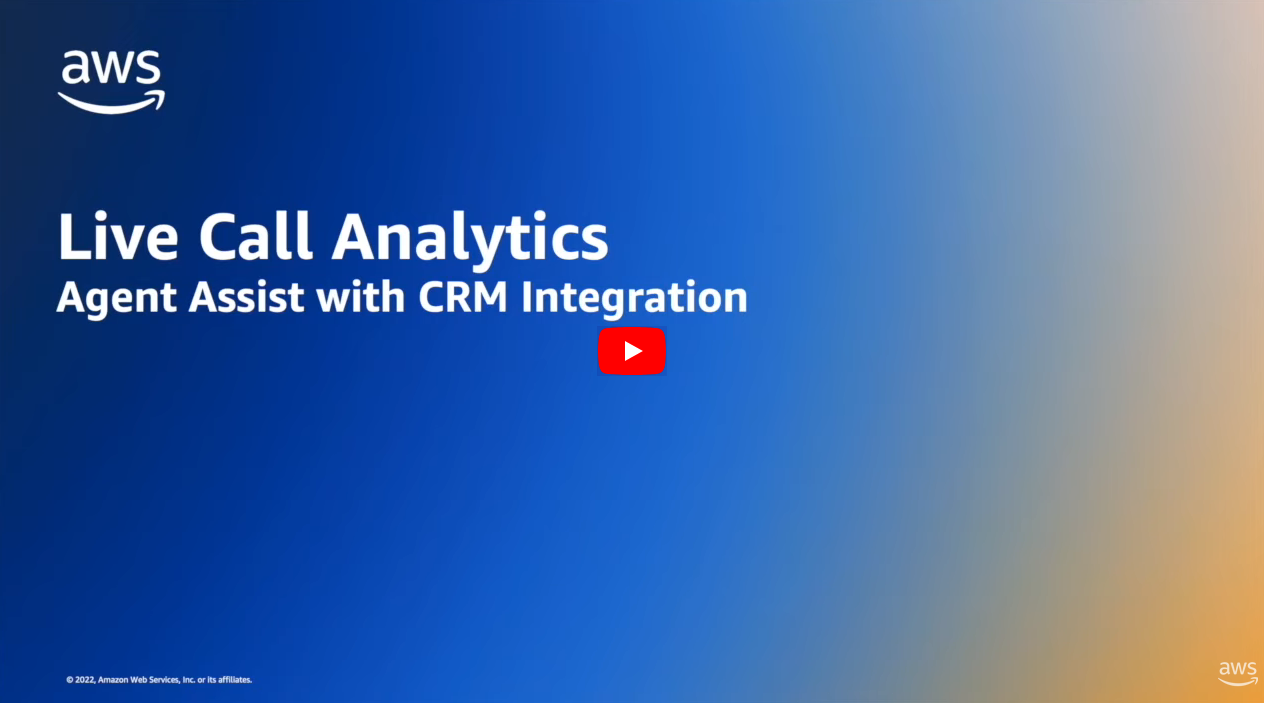 aws
Live Call Analytics
Agent Assist with CRM Integration
© 2022, Amazon Web Services, Inc. or its affiliates.
aws